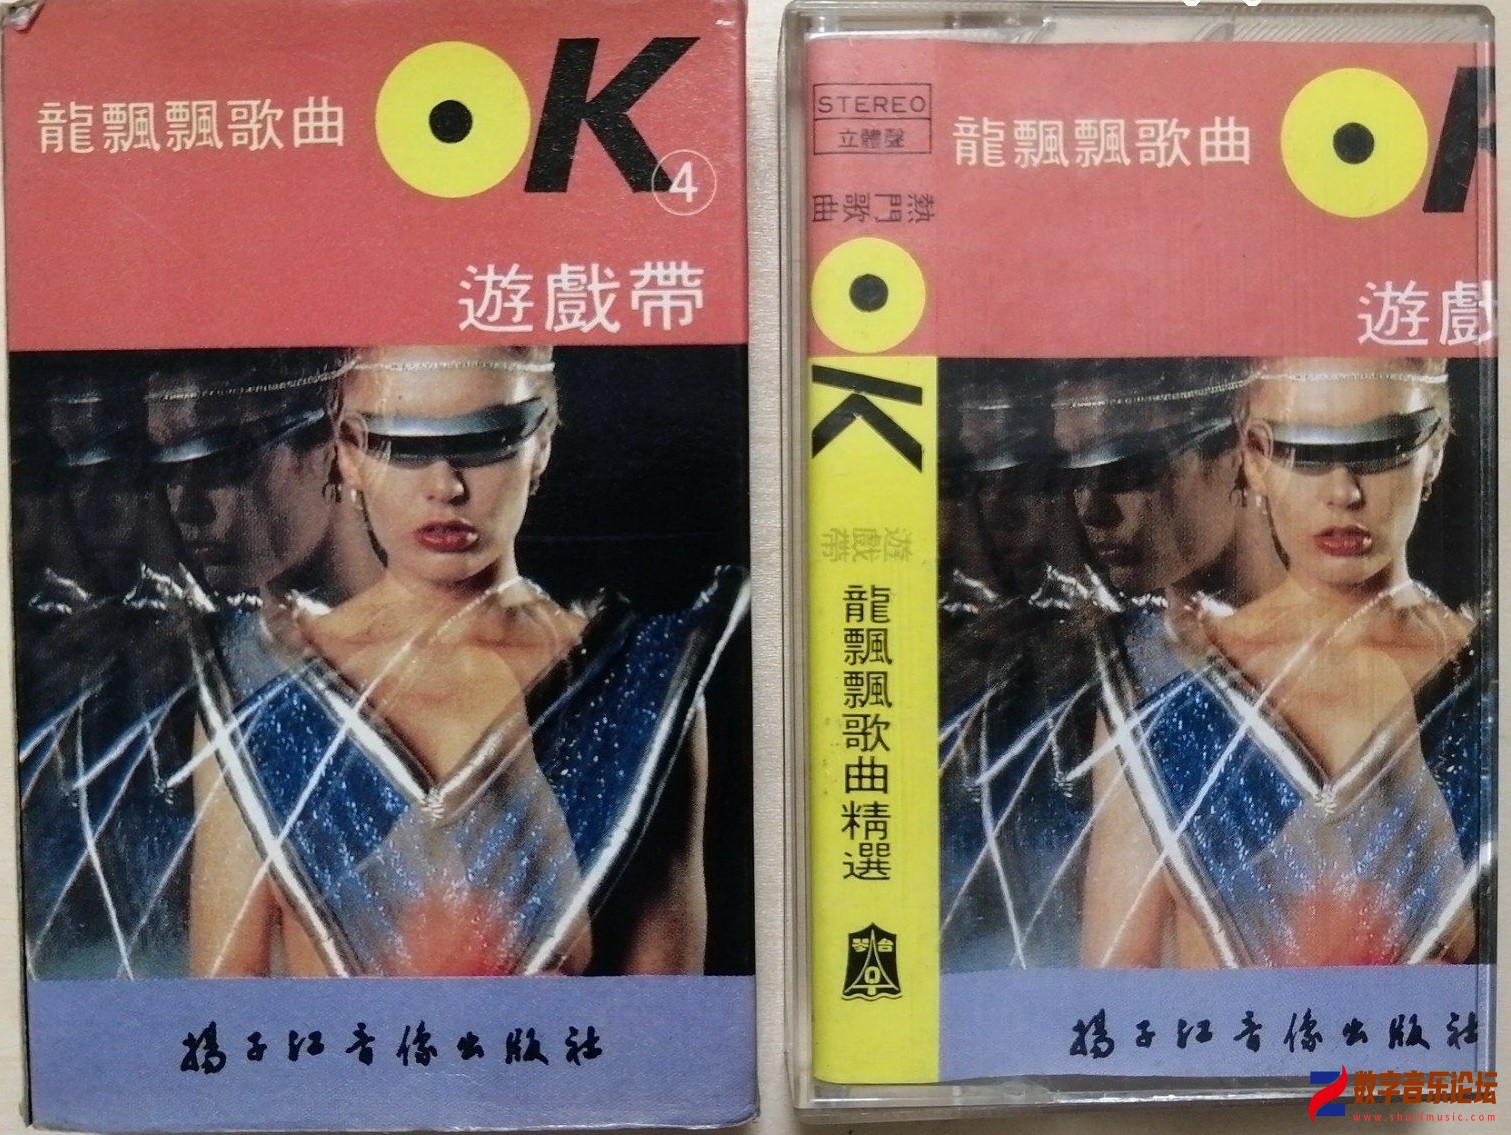 龍飄飄歌曲
OK
④
遊戲帶
揚子江音像出版社
STEREO
立體聲
熱門歌曲
OK
遊戲帶
龍飄飄歌曲精選
琴台
龍飄飄歌曲
OK
遊戲
揚子江音像出版社
数字音乐论坛